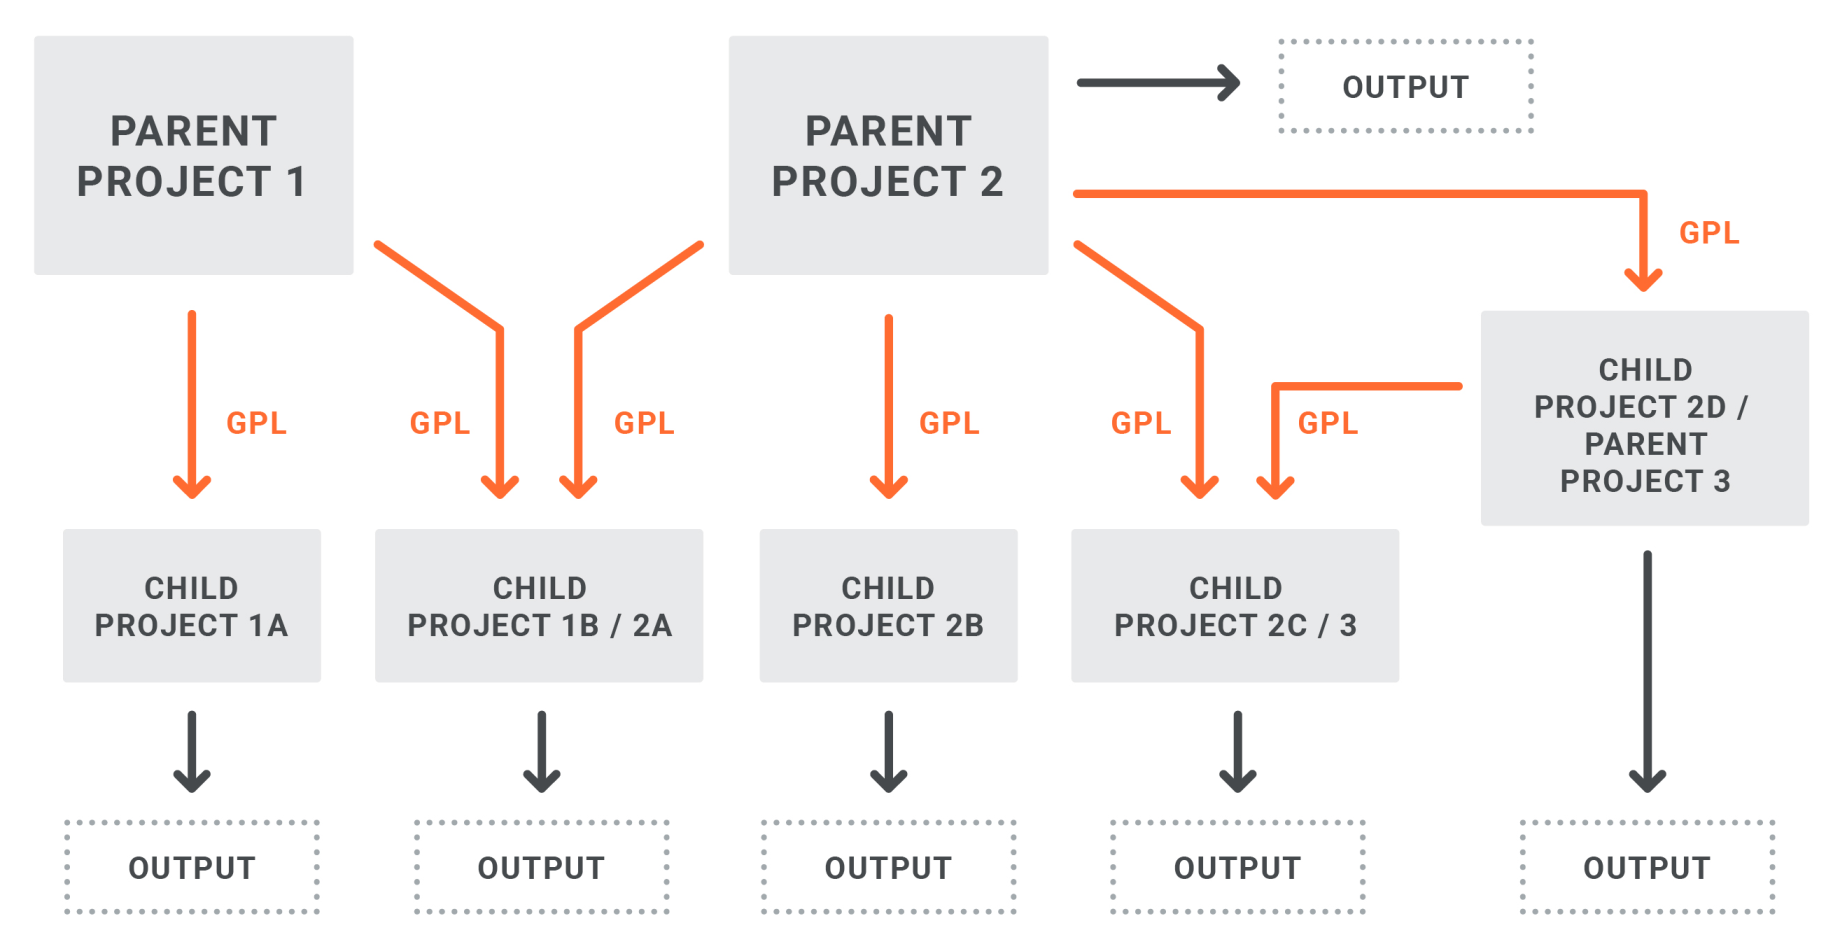 PARENT
PROJECT 1
PARENT
PROJECT 2
OUTPUT
GPL
CHILD
PROJECT 2D /
PARENT
PROJECT 3
GPL
GPL
GPL
GPL
GPL
GPL
CHILD
PROJECT 1A
CHILD
PROJECT 1B / 2A
CHILD
PROJECT 2B
CHILD
PROJECT 2C / 3
OUTPUT
OUTPUT
OUTPUT
OUTPUT
OUTPUT